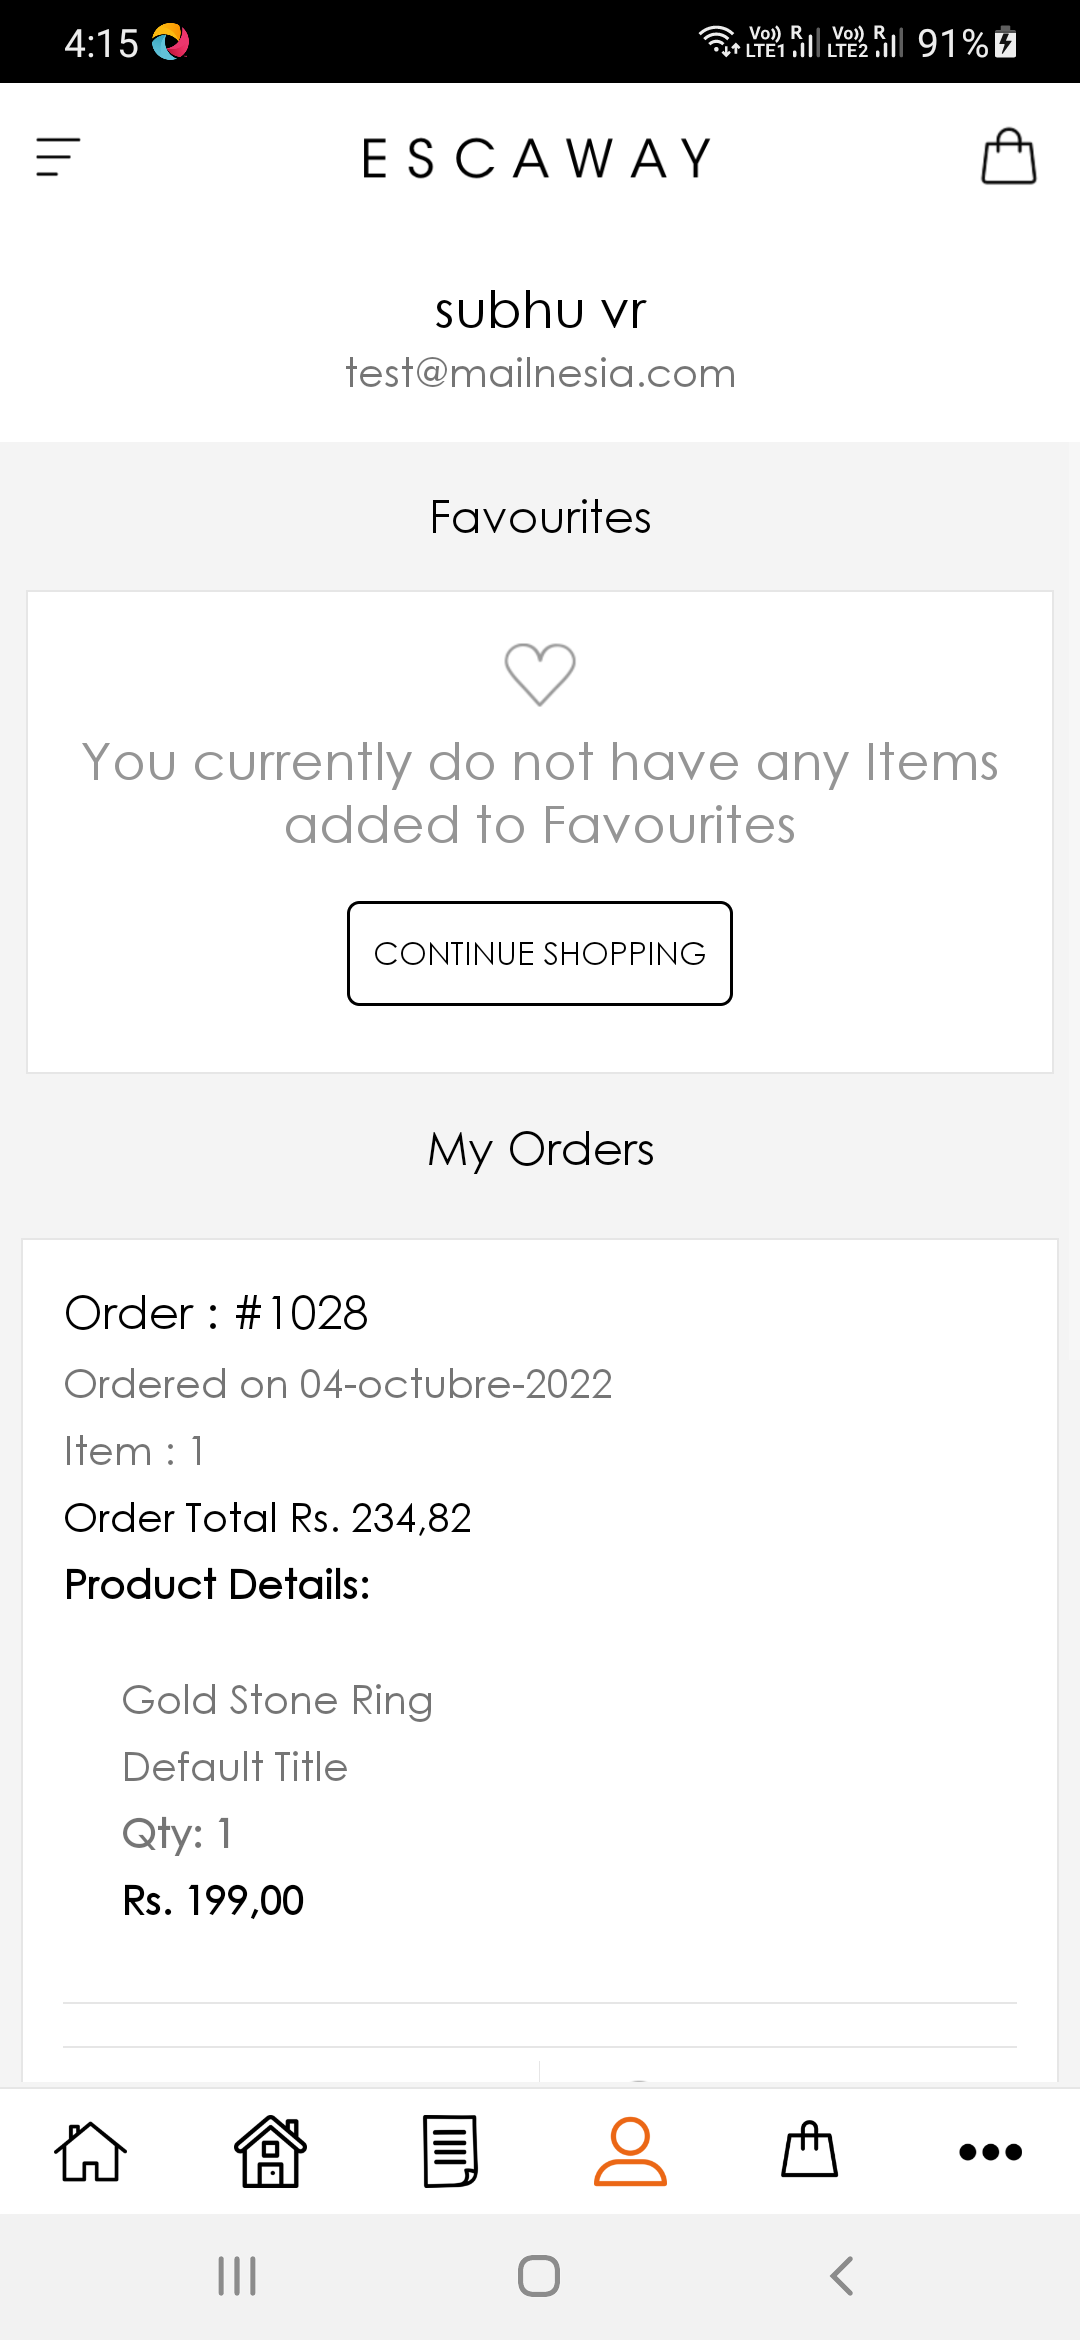 4:15
Vo)) R Vo)) R
LTE1 LTE2
91%
ESCAWAY
subhu vr
test@mailnesia.com
Favourites
You currently do not have any Items
added to Favourites
CONTINUE SHOPPING
My Orders
Order : #1028
Ordered on 04-octubre-2022
Item : 1
Order Total Rs. 234,82
Product Details:
Gold Stone Ring
Default Title
Qty: 1
Rs. 199,00